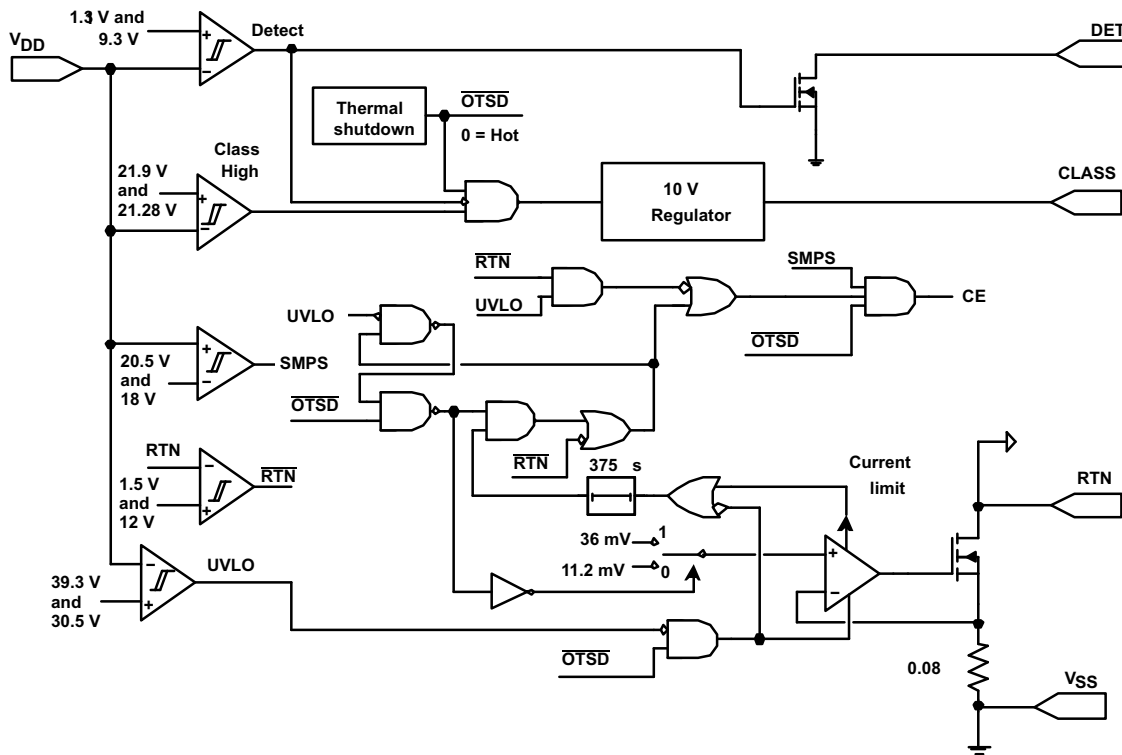 1.3 V and
9.3 V
VDD
Detect
DET
Thermal
shutdown
OTSD
0 = Hot
Class
High
21.9 V
and
21.28 V
10 V
Regulator
CLASS
RTN
UVLO
SMPS
CE
OTSD
UVLO
20.5 V
and
18 V
SMPS
OTSD
RTN
RTN
1.5 V
and
12 V
RTN
375 s
Current
limit
RTN
36 mV
1
11.2 mV
0
UVLO
39.3 V
and
30.5 V
OTSD
0.08
VSS